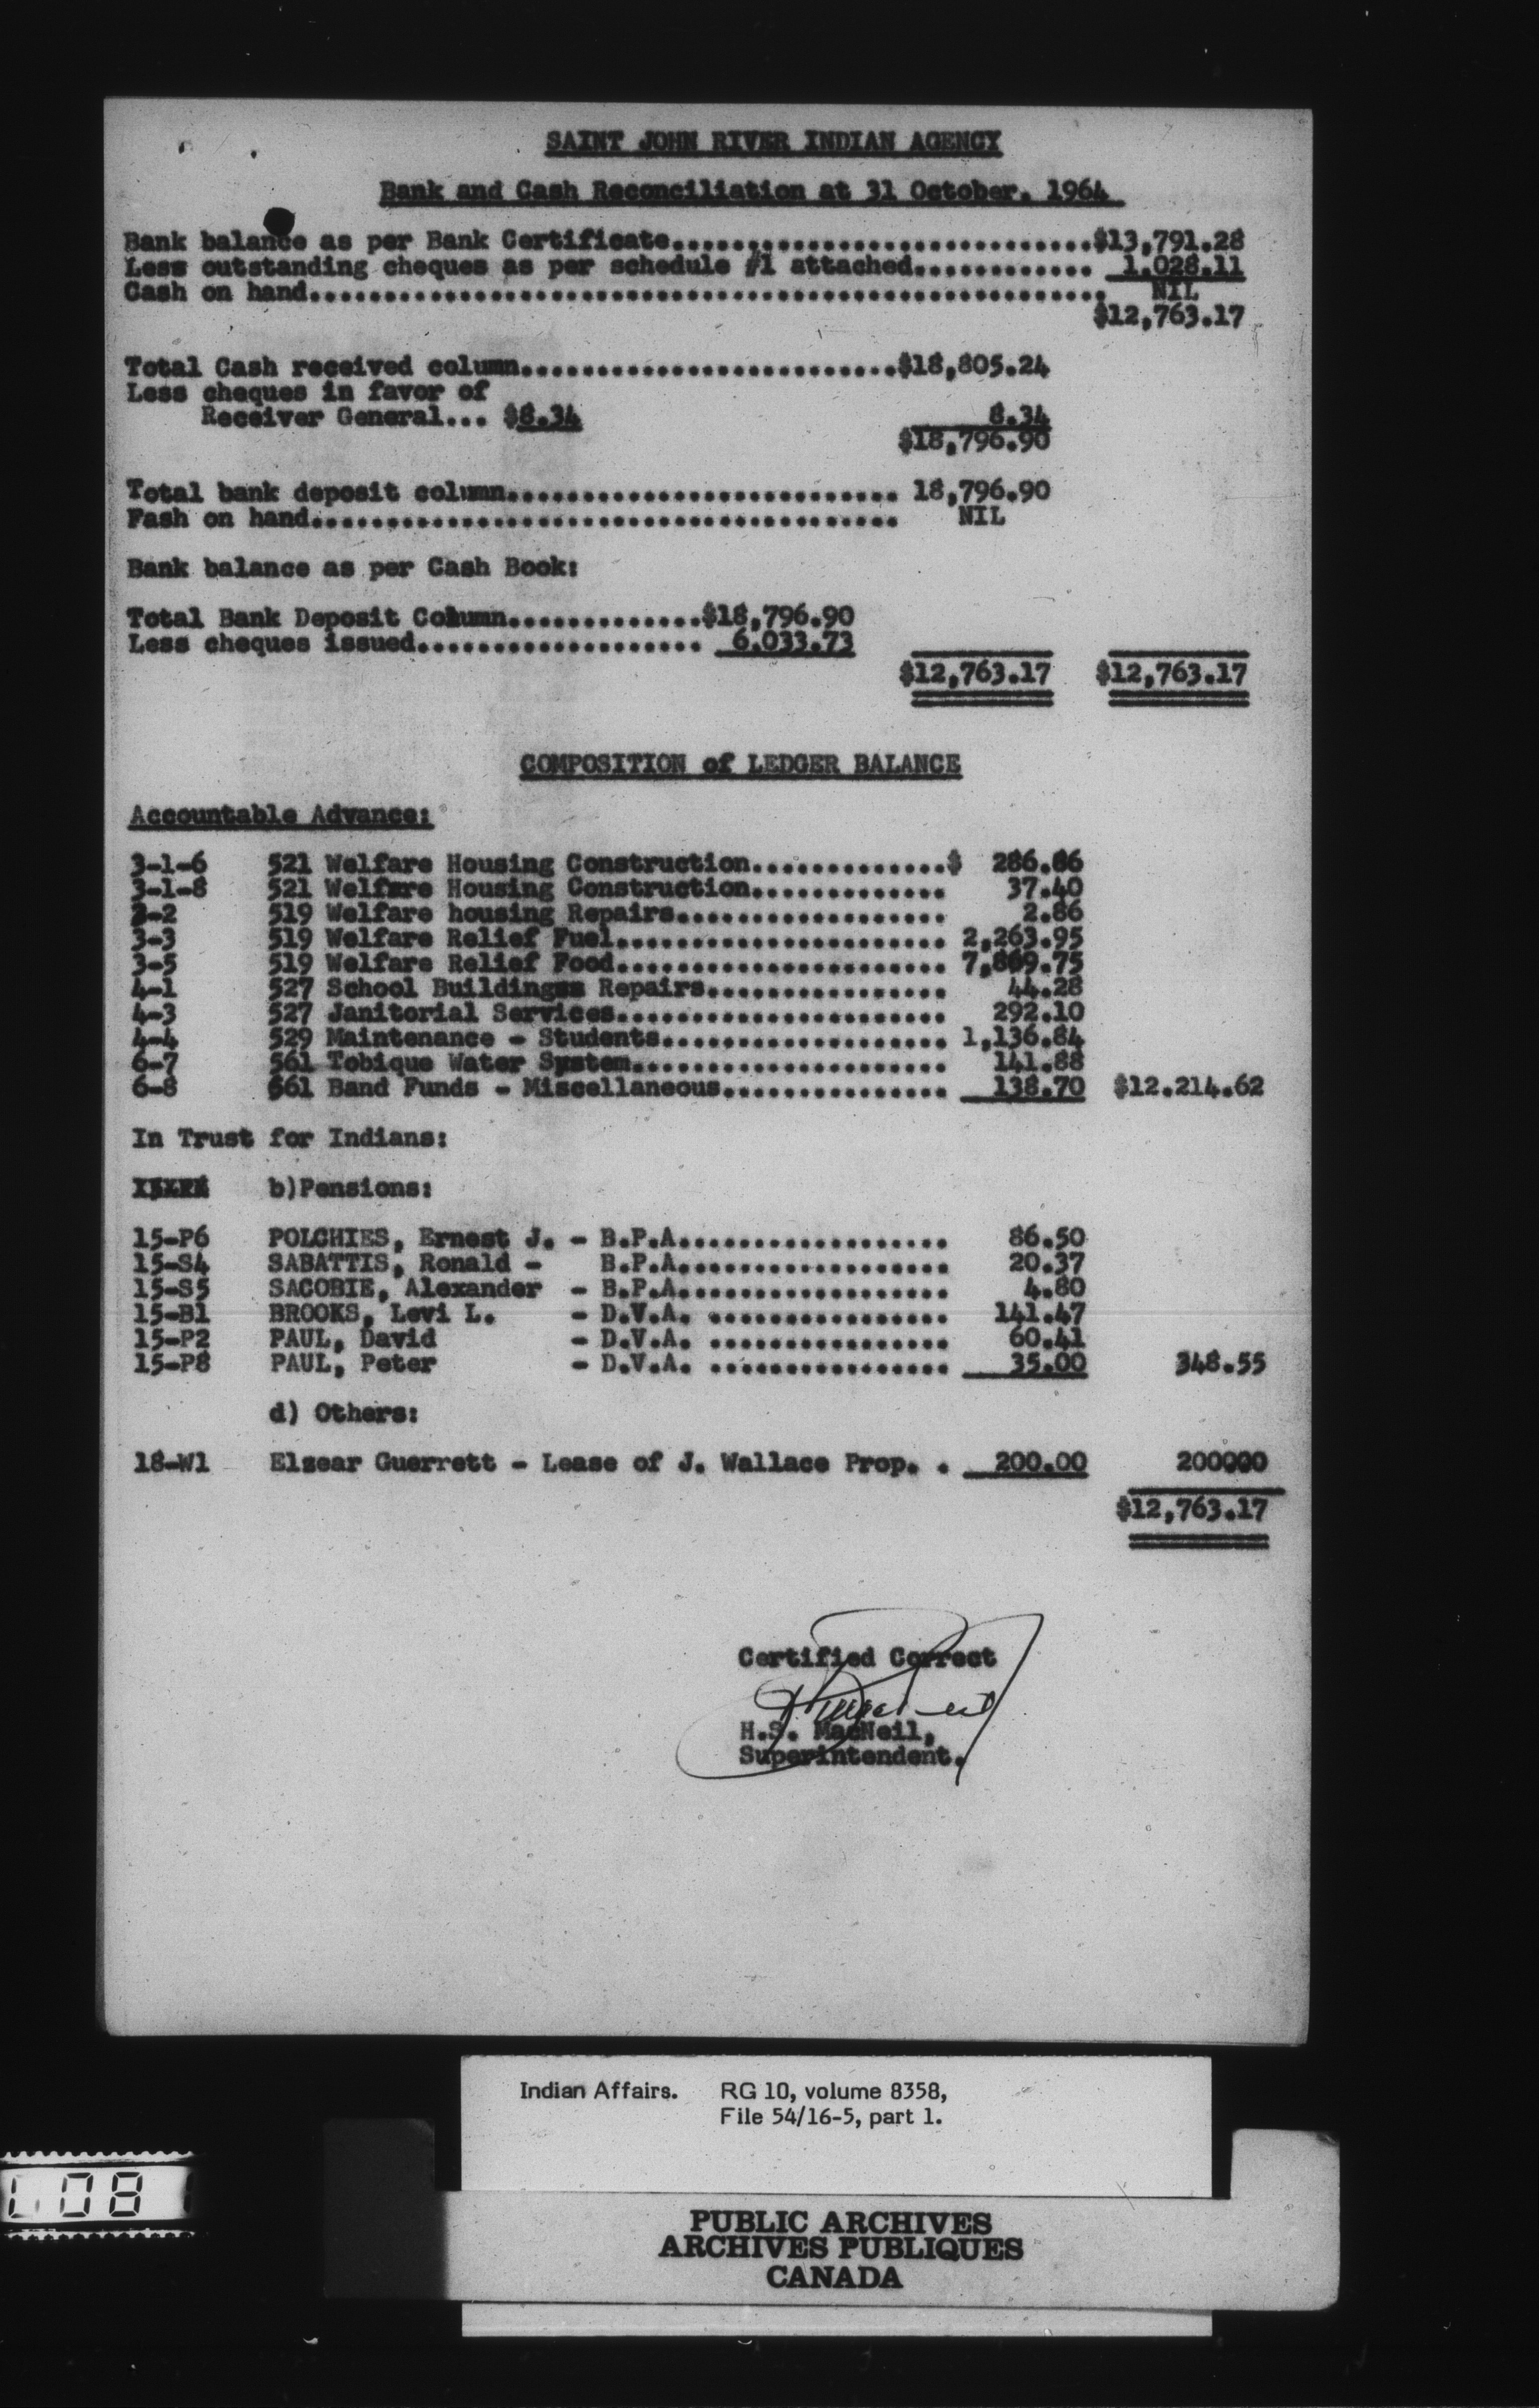 SAINT JOHN RIVER INDIAN AGENCY
Bank and Cash Reconciliation at 31 October, 1964
Bank balance as per Bank Certificate............................$13,791.28
Less outstanding cheques as per schedule #1 attached............ 1,028.11
Cash on hand..................................................... NIL
$12,763.17
Total Cash received column.........................$18,805.24
Less cheques in favor of
Receiver General... $8.34 8.34
$18,796.90
Total bank deposit column.......................... 18,796.90
Fash on hand....................................... NIL
Bank balance as per Cash Book:
Total Bank Deposit Column.............$18,796.90
Less cheques issued................... 6,033.73
$12,763.17 $12,763.17
COMPOSITION of LEDGER BALANCE
Accountable Advance:
3-1-6 521 Welfare Housing Construction.............$ 286.86
3-1-8 521 Welfare Housing Construction............. 37.40
3-2 519 Welfare housing Repairs.................. 2.86
3-3 519 Welfare Relief Fuel...................... 2,263.95
3-5 519 Welfare Relief Food...................... 7,869.75
4-1 527 School Buildings Repairs................ 44.28
4-3 527 Janitorial Services...................... 292.10
4-4 529 Maintenance - Students................... 1,136.84
6-7 561 Tobique Water System..................... 141.88
6-8 661 Band Funds - Miscellaneous............... 138.70 $12.214.62
In Trust for Indians:
b)Pensions:
15-P6 POLCHIES, Ernest J. - B.P.A.................. 86.50
15-S4 SABATTIS, Ronald - B.P.A.................. 20.37
15-S5 SACOBIE, Alexander - B.P.A.................. 4.80
15-B1 BROOKS, Levi L. - D.V.A. ................ 141.47
15-P2 PAUL, David - D.V.A. ................ 60.41
15-P8 PAUL, Peter - D.V.A. ................ 35.00 348.55
d) Others:
18-W1 Elzear Guerrett - Lease of J. Wallace Prop. . 200.00 200000
$12,763.17
Certified Correct
H.S. MacNeil,
Superintendent.
Indian Affairs. RG 10, volume 8358,
File 54/16-5, part 1.
08
PUBLIC ARCHIVES
ARCHIVES PUBLIQUES
CANADA